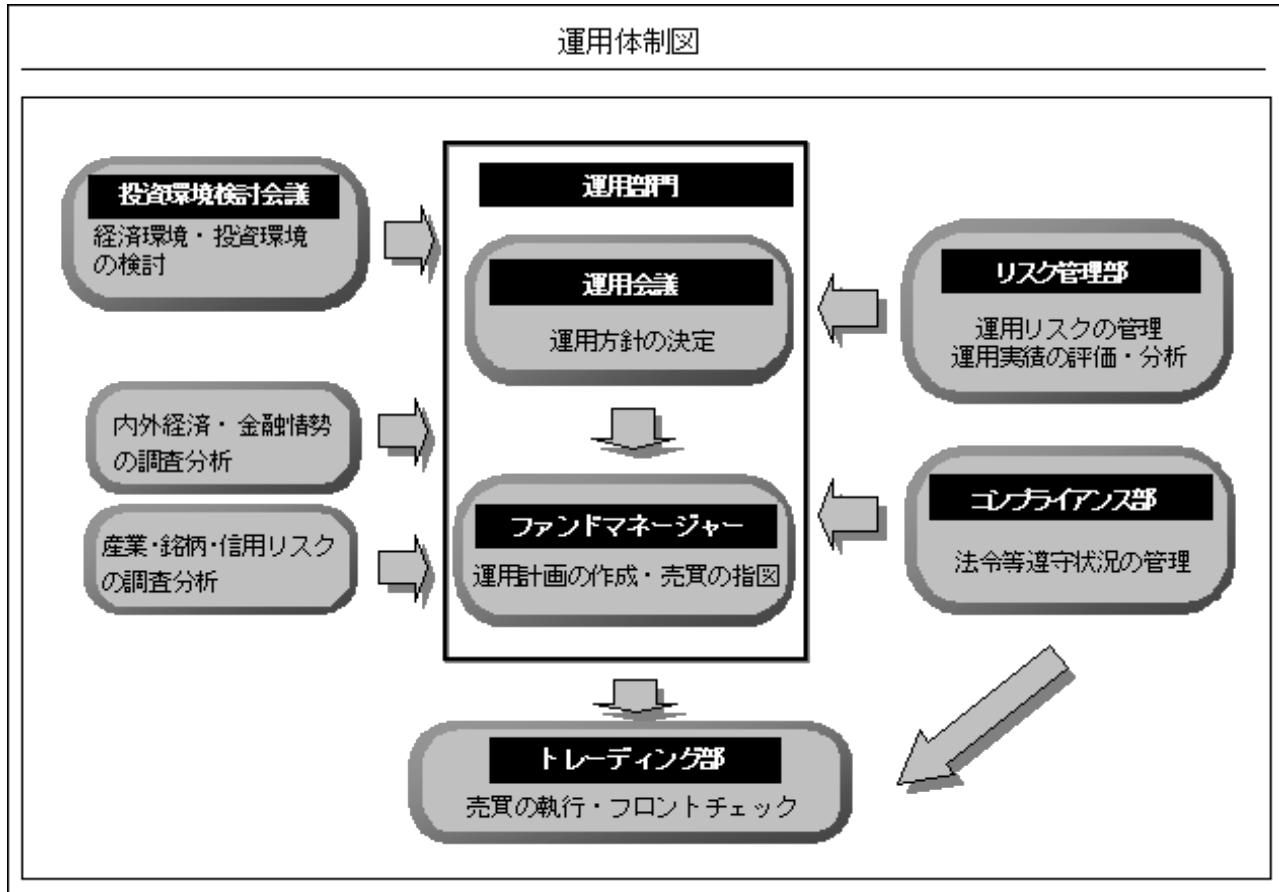 運用体制図
投資環境検討会議
経済環境・投資環境
の検討
内外経済・金融情勢
の調査分析
産業・銘柄・信用リスク
の調査分析
運用部門
運用会議
運用方針の決定
ファンドマネージャー
運用計画の作成・売買の指図
リスク管理部
運用リスクの管理
運用実績の評価・分析
コンプライアンス部
法令等遵守状況の管理
トレーディング部
売買の執行・フロントチェック